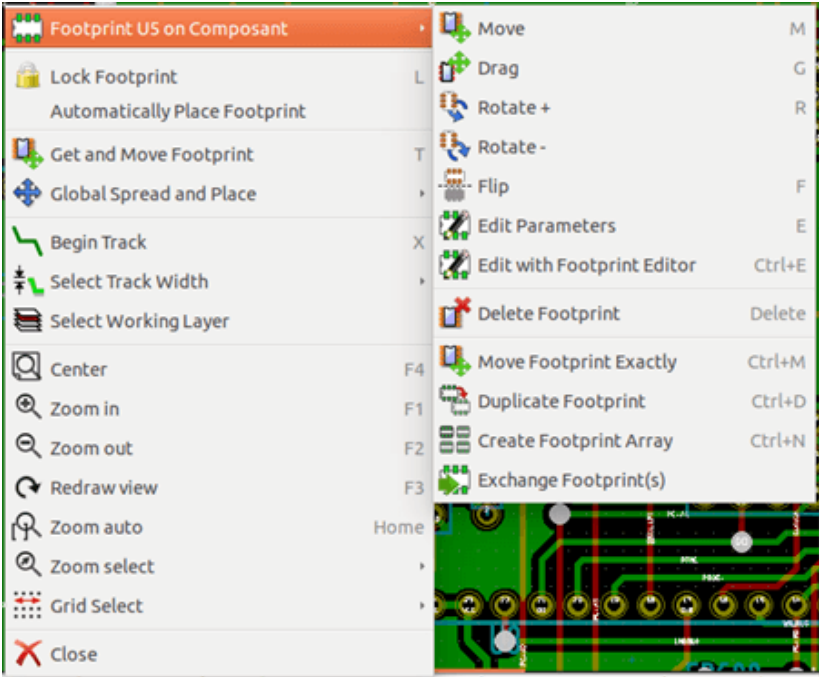 Footprint U5 on Composant
Lock Footprint L
Automatically Place Footprint
Get and Move Footprint T
Global Spread and Place
Begin Track X
Select Track Width
Select Working Layer
Center F4
Zoom in F1
Zoom out F2
Redraw view F3
Zoom auto Home
Zoom select
Grid Select
Close
Move M
Drag G
Rotate + R
Rotate -
Flip F
Edit Parameters E
Edit with Footprint Editor Ctrl+E
Delete Footprint Delete
Move Footprint Exactly Ctrl+M
Duplicate Footprint Ctrl+D
Create Footprint Array Ctrl+N
Exchange Footprint(s)